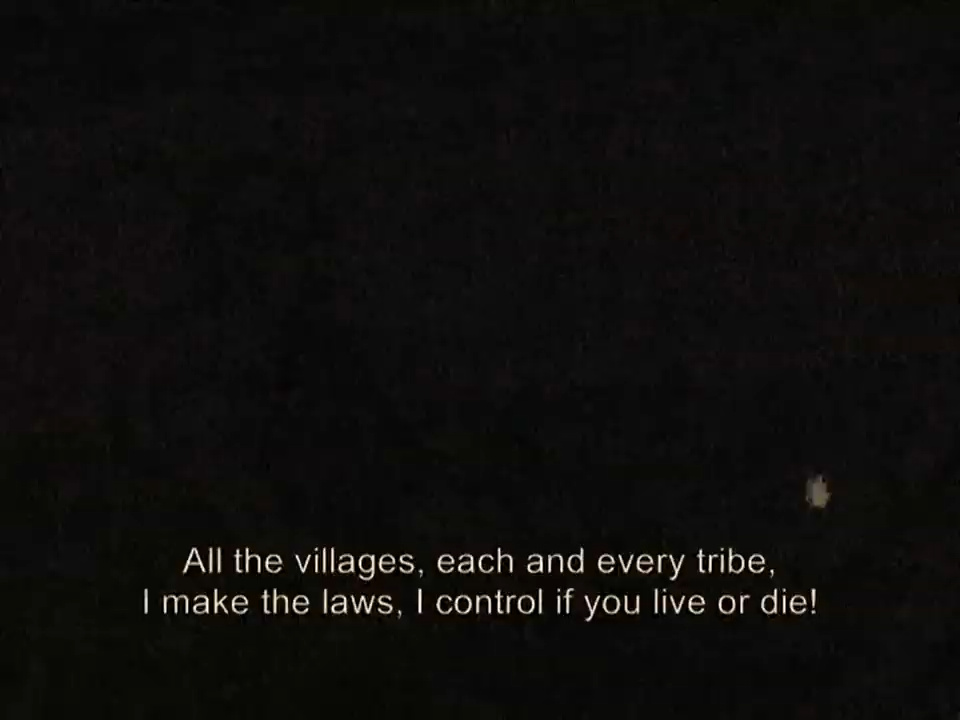 All the villages, each and every tribe,
I make the laws, I control if you live or die!